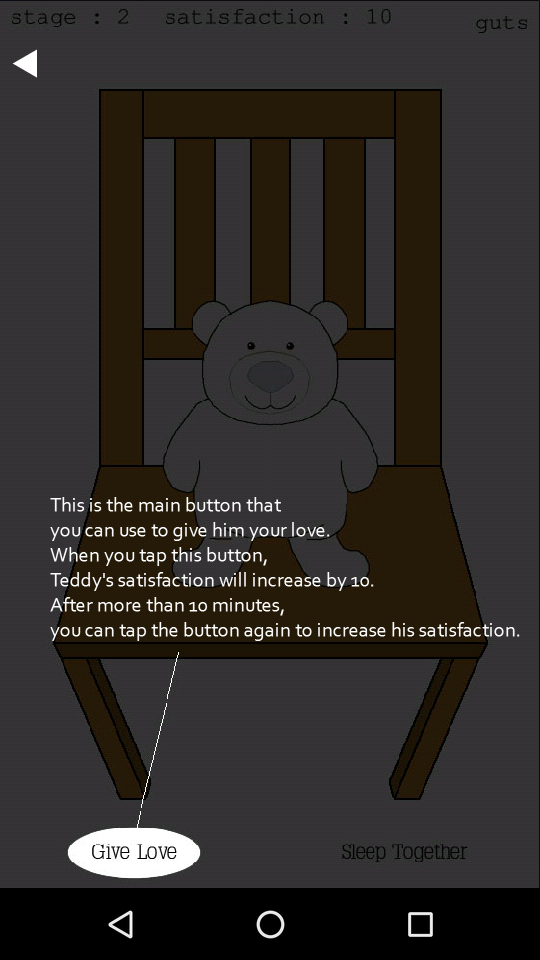 stage : 2 satisfaction : 10 guts
This is the main button that
you can use to give him your love.
When you tap this button,
Teddy's satisfaction will increase by 10.
After more than 10 minutes,
you can tap the button again to increase his satisfaction.
Give Love Sleep Together